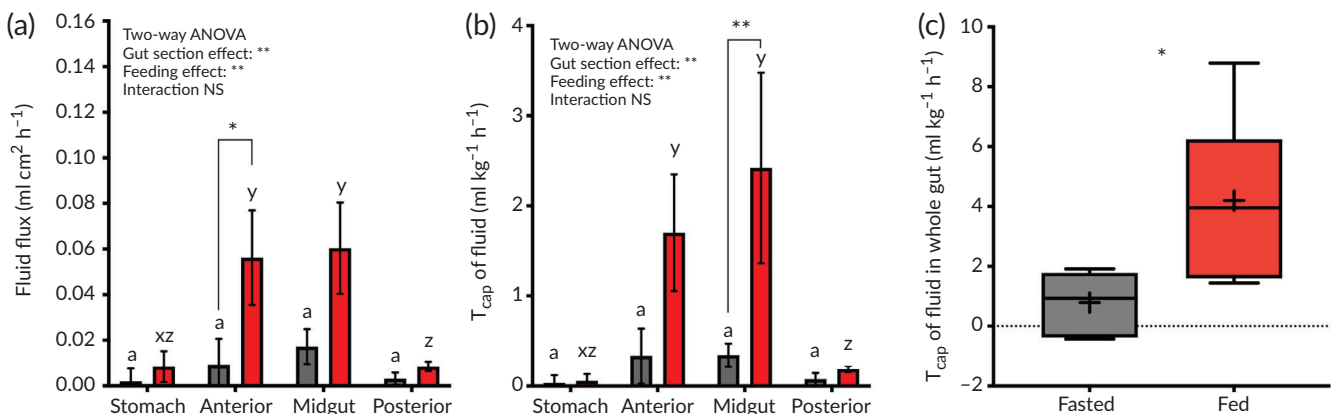 (a)
Fluid flux (ml cm² h⁻¹)
0.16
0.14
0.12
0.10
0.08
0.06
0.04
0.02
0.00
Two-way ANOVA
Gut section effect: **
Feeding effect: **
Interaction NS
*
a
xz
a
y
a
y
a
z
Stomach Anterior Midgut Posterior
(b)
T_cap of fluid (ml kg⁻¹ h⁻¹)
4
3
2
1
0
Two-way ANOVA
Gut section effect: **
Feeding effect: **
Interaction NS
**
a
xz
a
y
a
y
a
z
Stomach Anterior Midgut Posterior
(c)
T_cap of fluid in whole gut (ml kg⁻¹ h⁻¹)
10
8
6
4
2
0
−2
*
Fasted Fed